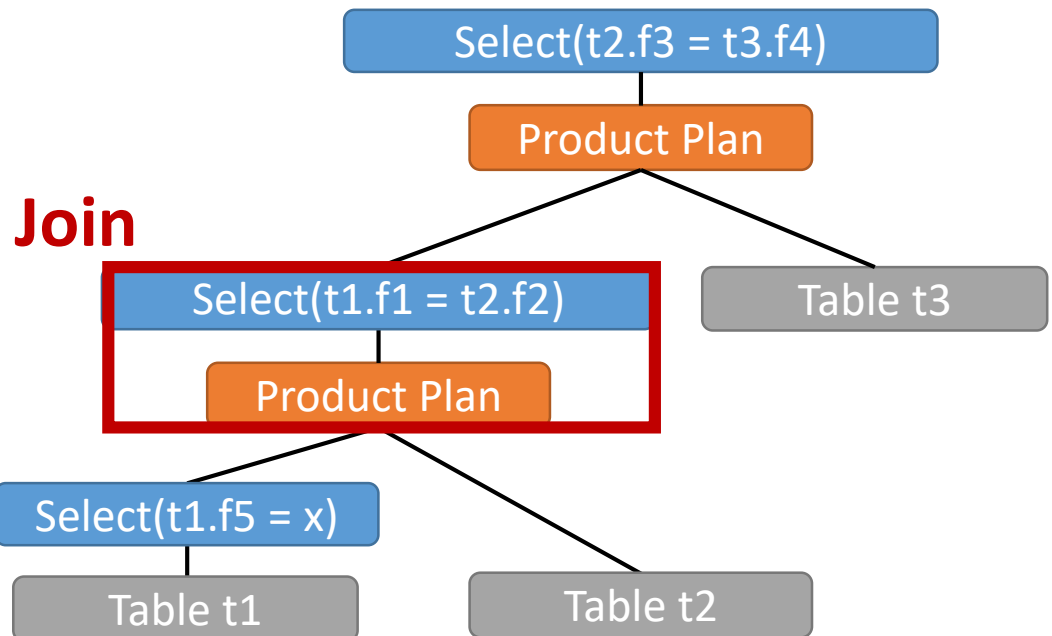 Select(t2.f3 = t3.f4)
Product Plan
Join
Select(t1.f1 = t2.f2)
Table t3
Product Plan
Select(t1.f5 = x)
Table t1
Table t2